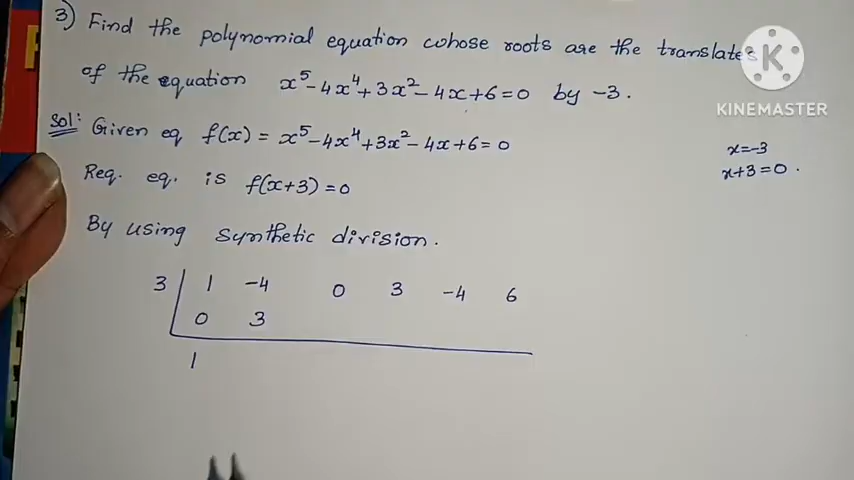 3) Find the polynomial equation whose roots are the translates
of the equation x⁵-4x⁴+3x²-4x+6=0 by -3.
KINEMASTER
Sol: Given eq f(x) = x⁵-4x⁴+3x²-4x+6=0
x=-3
x+3=0.
Req. eq. is f(x+3)=0
By using synthetic division.
3 | 1 -4 0 3 -4 6
0 3
1